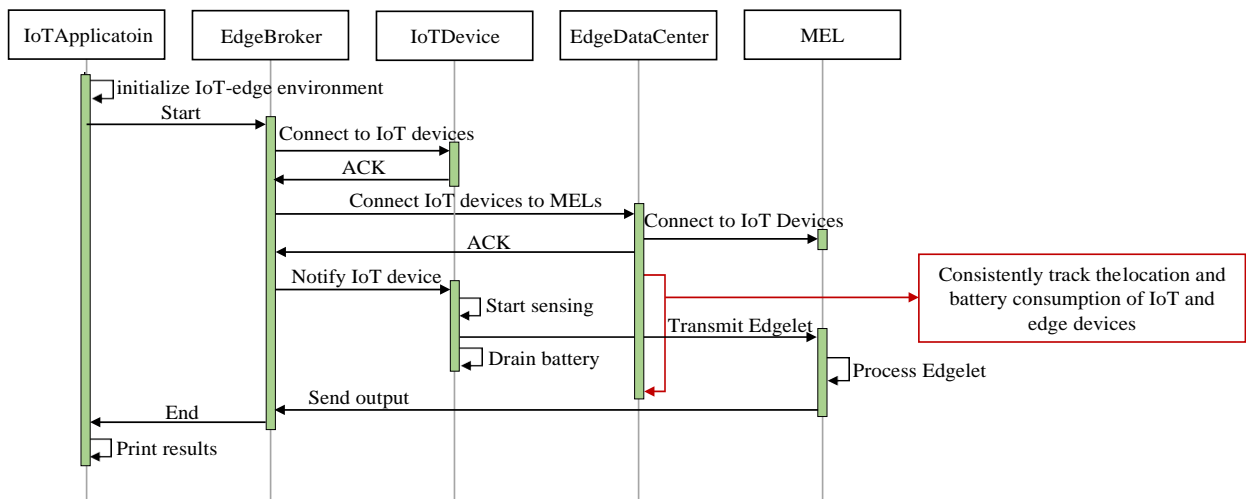 IoTApplicatoin
EdgeBroker
IoTDevice
EdgeDataCenter
MEL
initialize IoT-edge environment
Start
Connect to IoT devices
ACK
Connect IoT devices to MELs
Connect to IoT Devices
ACK
Notify IoT device
Consistently track thelocation and
battery consumption of IoT and
edge devices
Start sensing
Transmit Edgelet
Drain battery
Process Edgelet
Send output
End
Print results